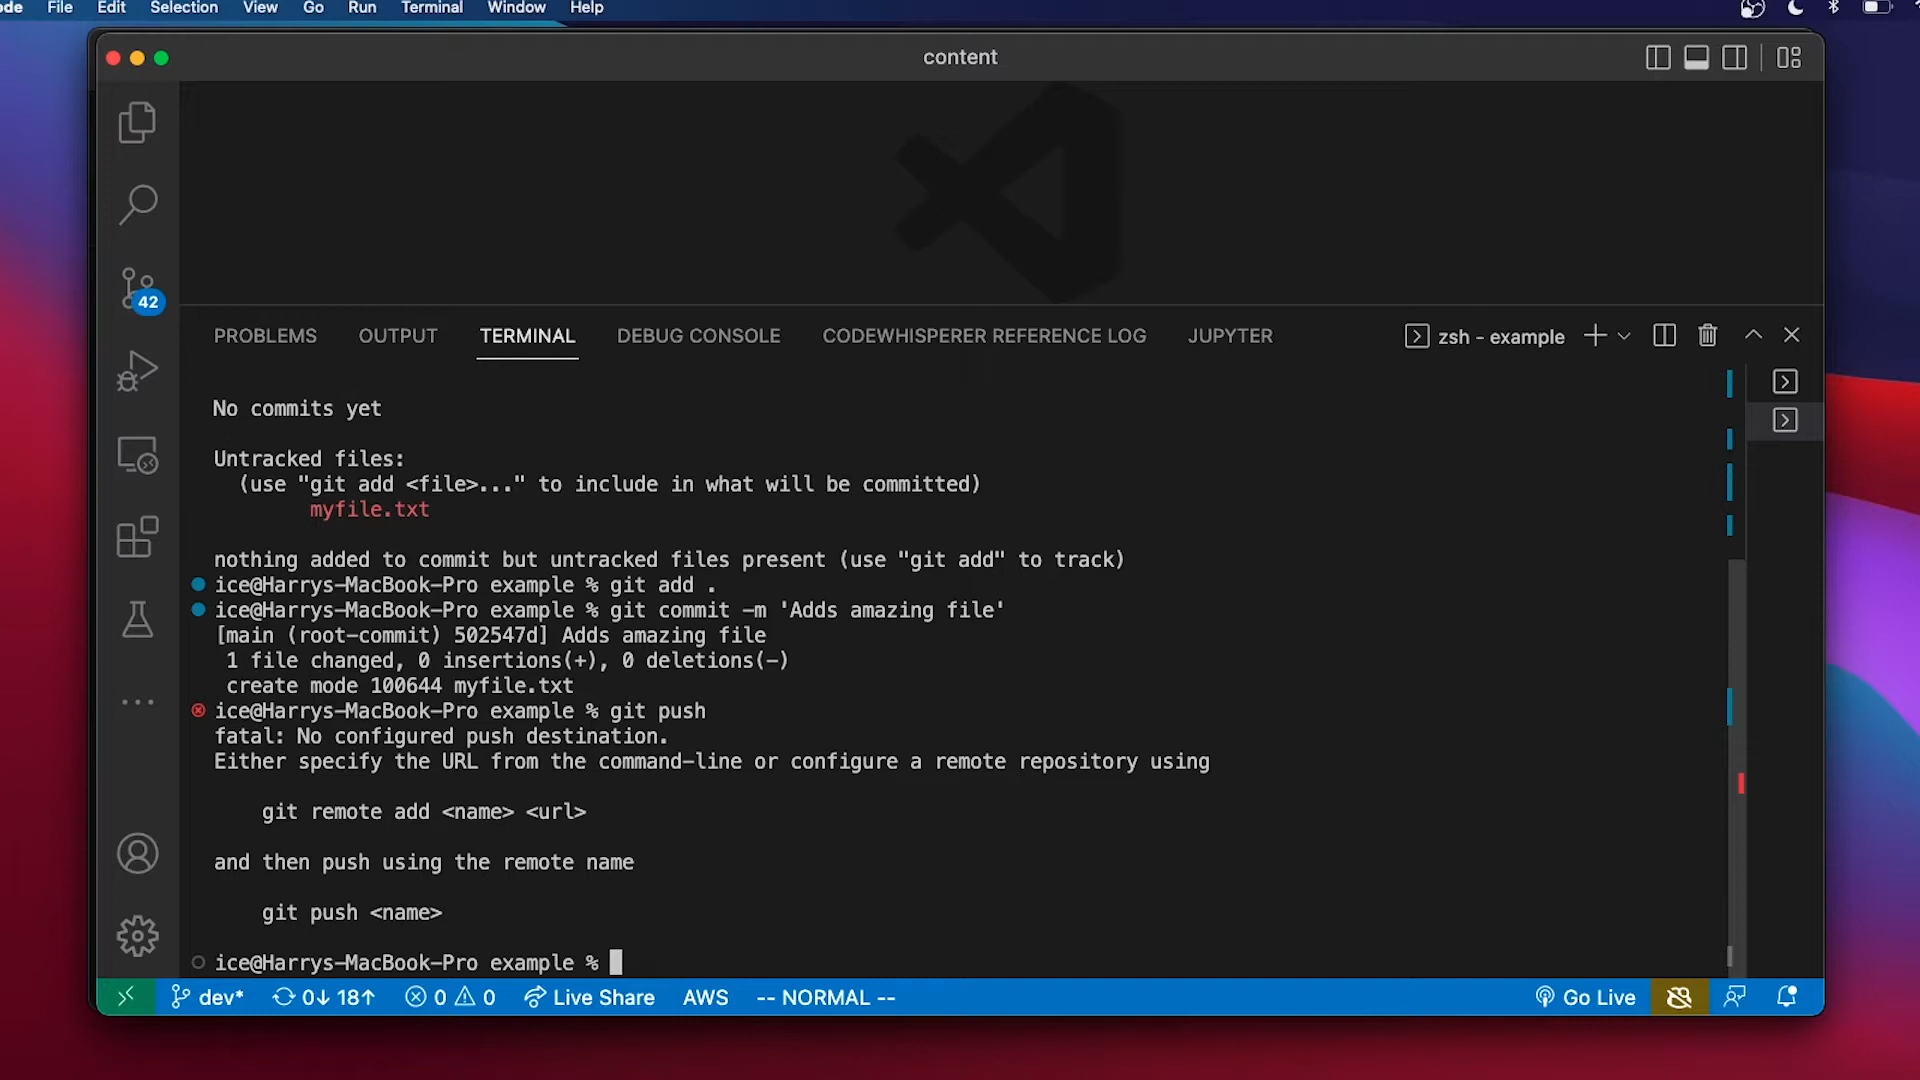 ode File Edit Selection View Go Run Terminal Window Help
content
42
PROBLEMS OUTPUT TERMINAL DEBUG CONSOLE CODEWHISPERER REFERENCE LOG JUPYTER zsh - example
No commits yet
Untracked files:
(use "git add <file>..." to include in what will be committed)
myfile.txt
nothing added to commit but untracked files present (use "git add" to track)
ice@Harrys-MacBook-Pro example % git add .
ice@Harrys-MacBook-Pro example % git commit -m 'Adds amazing file'
[main (root-commit) 502547d] Adds amazing file
1 file changed, 0 insertions(+), 0 deletions(-)
create mode 100644 myfile.txt
ice@Harrys-MacBook-Pro example % git push
fatal: No configured push destination.
Either specify the URL from the command-line or configure a remote repository using
git remote add <name> <url>
and then push using the remote name
git push <name>
ice@Harrys-MacBook-Pro example %
dev* 0↓ 18↑ 0 0 Live Share AWS -- NORMAL -- Go Live